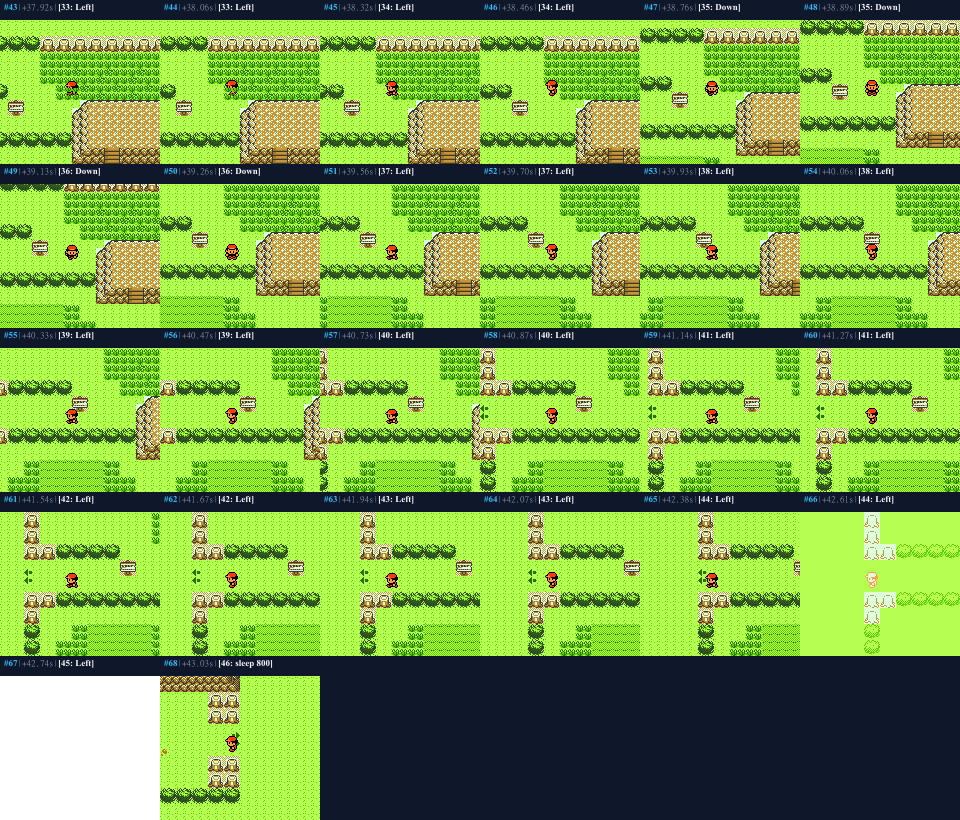 #43|+37.92s|[33: Left]
#44|+38.06s|[33: Left]
#45|+38.32s|[34: Left]
#46|+38.46s|[34: Left]
#47|+38.76s|[35: Down]
#48|+38.89s|[35: Down]
#49|+39.13s|[36: Down]
#50|+39.26s|[36: Down]
#51|+39.56s|[37: Left]
#52|+39.70s|[37: Left]
#53|+39.93s|[38: Left]
#54|+40.06s|[38: Left]
#55|+40.33s|[39: Left]
#56|+40.47s|[39: Left]
#57|+40.73s|[40: Left]
#58|+40.87s|[40: Left]
#59|+41.14s|[41: Left]
#60|+41.27s|[41: Left]
#61|+41.54s|[42: Left]
#62|+41.67s|[42: Left]
#63|+41.94s|[43: Left]
#64|+42.07s|[43: Left]
#65|+42.38s|[44: Left]
#66|+42.61s|[44: Left]
#67|+42.74s|[45: Left]
#68|+43.03s|[46: sleep 800]